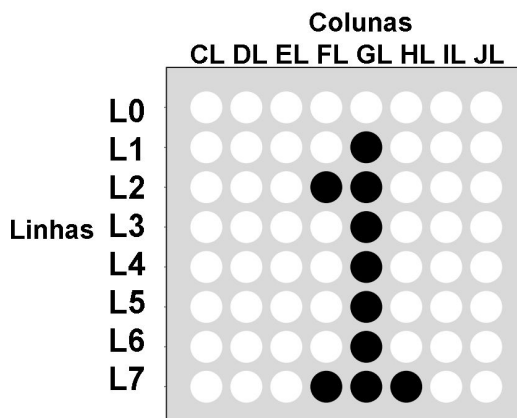 Colunas
CL DL EL FL GL HL IL JL
L0
L1
L2
Linhas L3
L4
L5
L6
L7